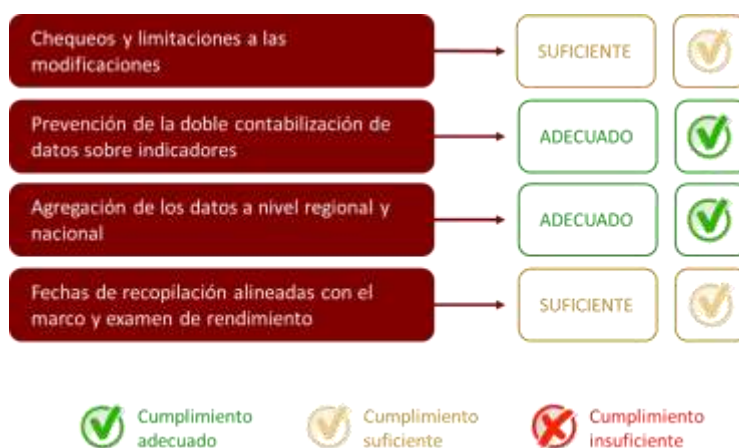 Chequeos y limitaciones a las
modificaciones
SUFICIENTE
Prevención de la doble contabilización de
datos sobre indicadores
ADECUADO
Agregación de los datos a nivel regional y
nacional
ADECUADO
Fechas de recopilación alineadas con el
marco y examen de rendimiento
SUFICIENTE
Cumplimiento
adecuado
Cumplimiento
suficiente
Cumplimiento
insuficiente